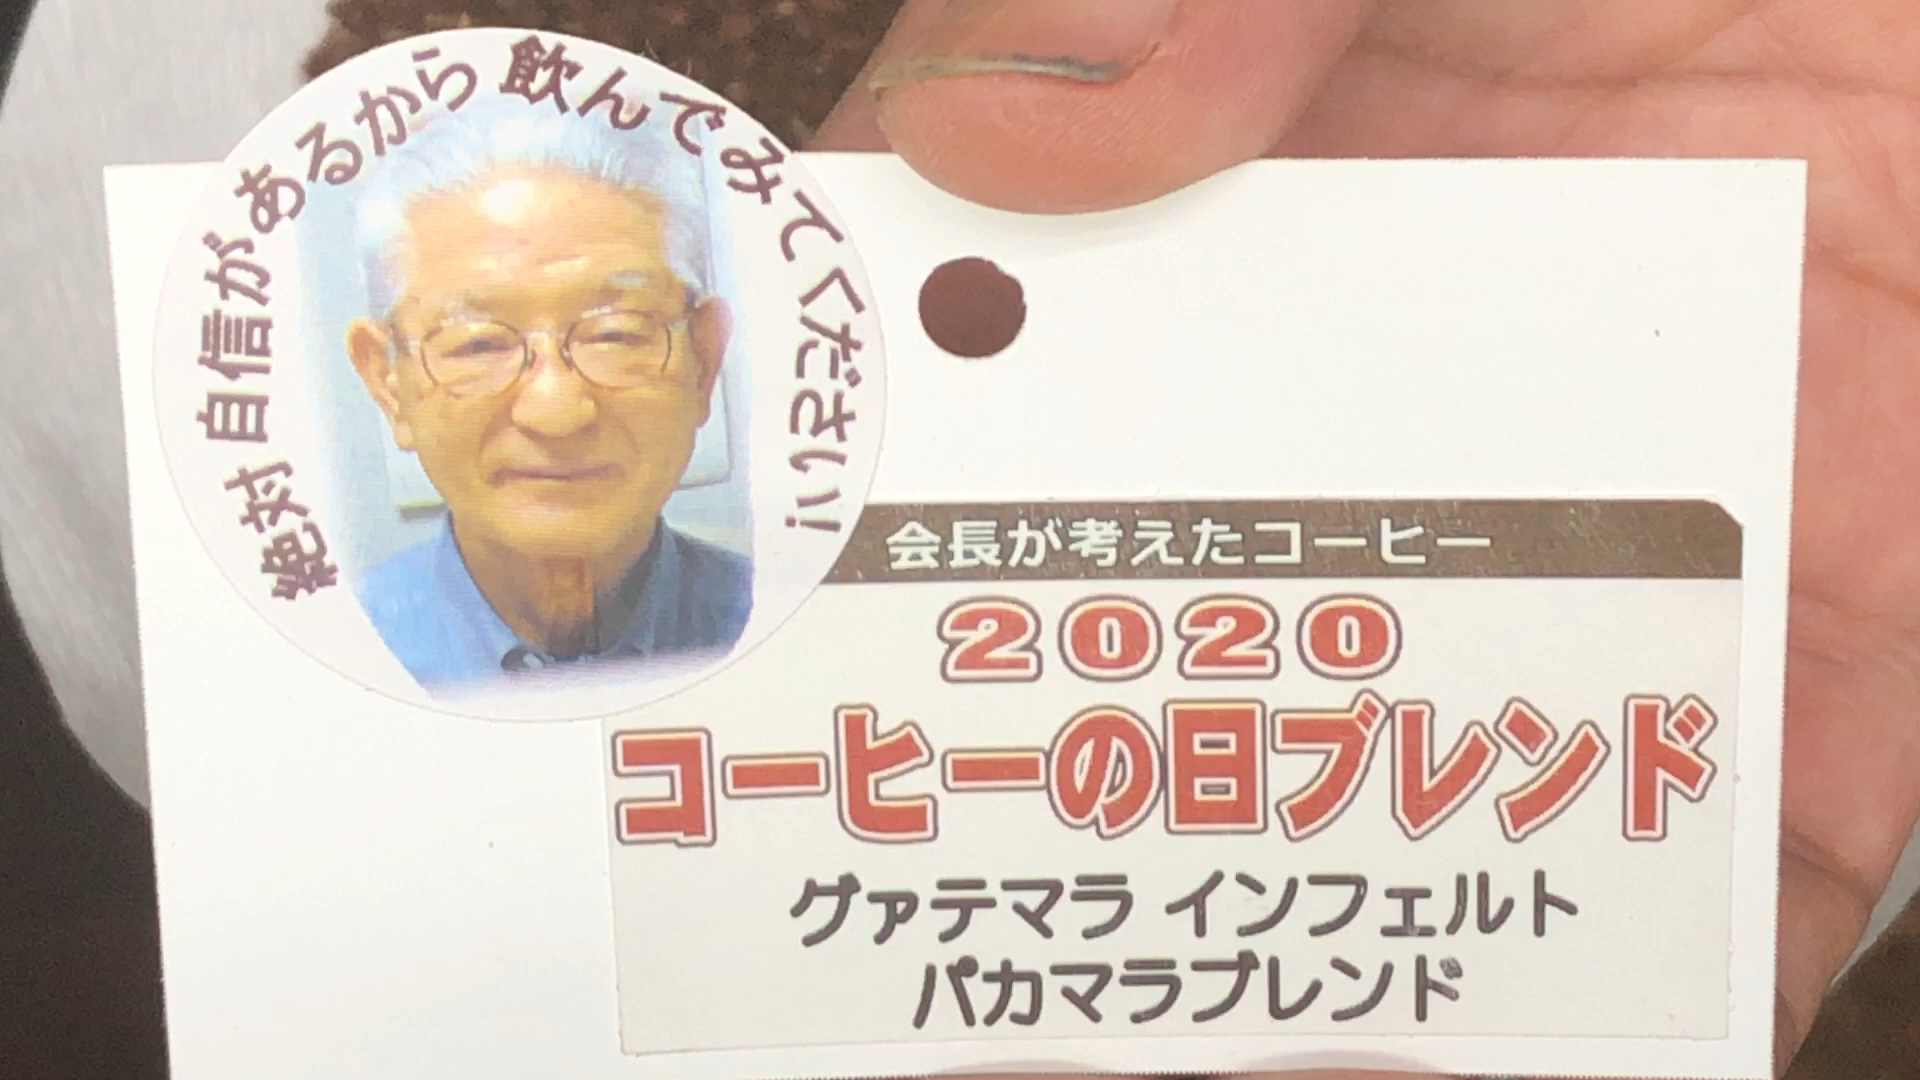 絶対 自信があるから 飲んでみてください!
会長が考えたコーヒー
2020
コーヒーの日ブレンド
グァテマラ インフェルト
パカマラブレンド